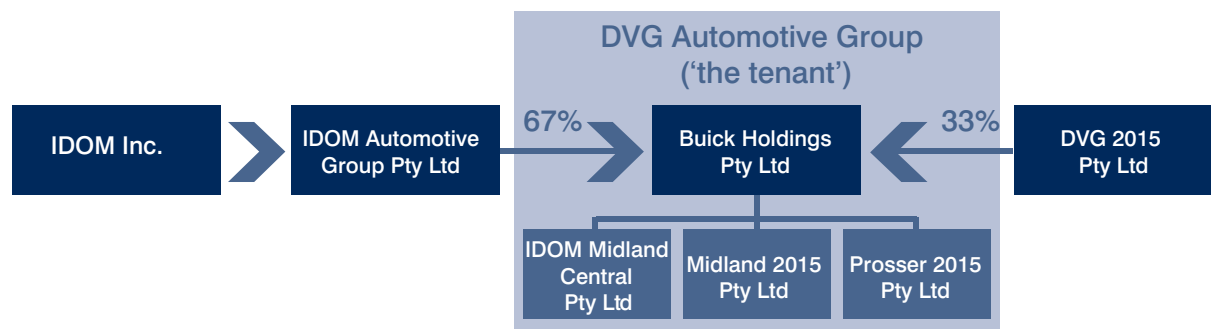 DVG Automotive Group
(‘the tenant’)
IDOM Inc.
IDOM Automotive
Group Pty Ltd
67%
Buick Holdings
Pty Ltd
33%
DVG 2015
Pty Ltd
IDOM Midland
Central
Pty Ltd
Midland 2015
Pty Ltd
Prosser 2015
Pty Ltd